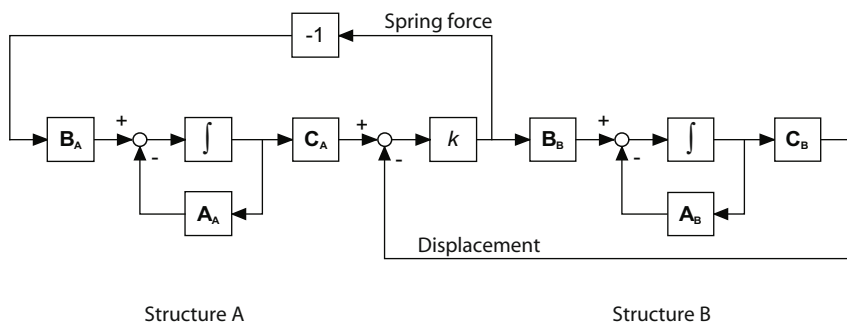 -1
Spring force
B_A
+
-
∫
C_A
+
-
k
B_B
+
-
∫
C_B
A_A
A_B
Displacement
Structure A
Structure B